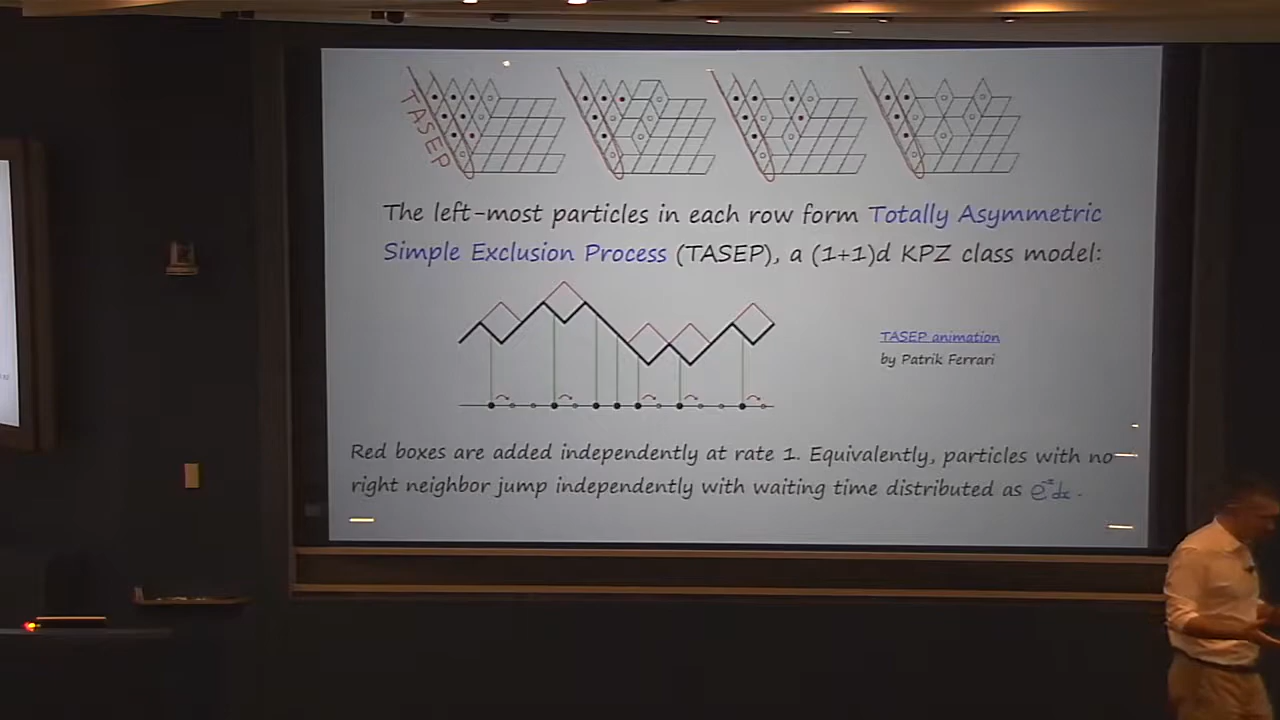 TASEP
The left-most particles in each row form Totally Asymmetric
Simple Exclusion Process (TASEP), a (1+1)d KPZ class model:
TASEP animation
by Patrik Ferrari
Red boxes are added independently at rate 1. Equivalently, particles with no
right neighbor jump independently with waiting time distributed as e⁻ˣdx.